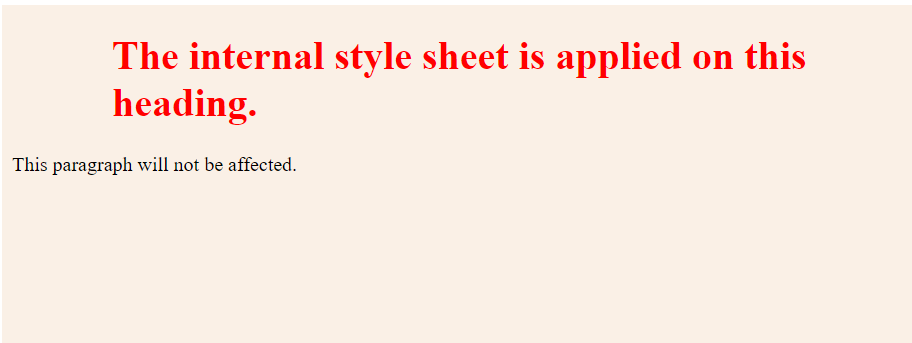 The internal style sheet is applied on this
heading.
This paragraph will not be affected.